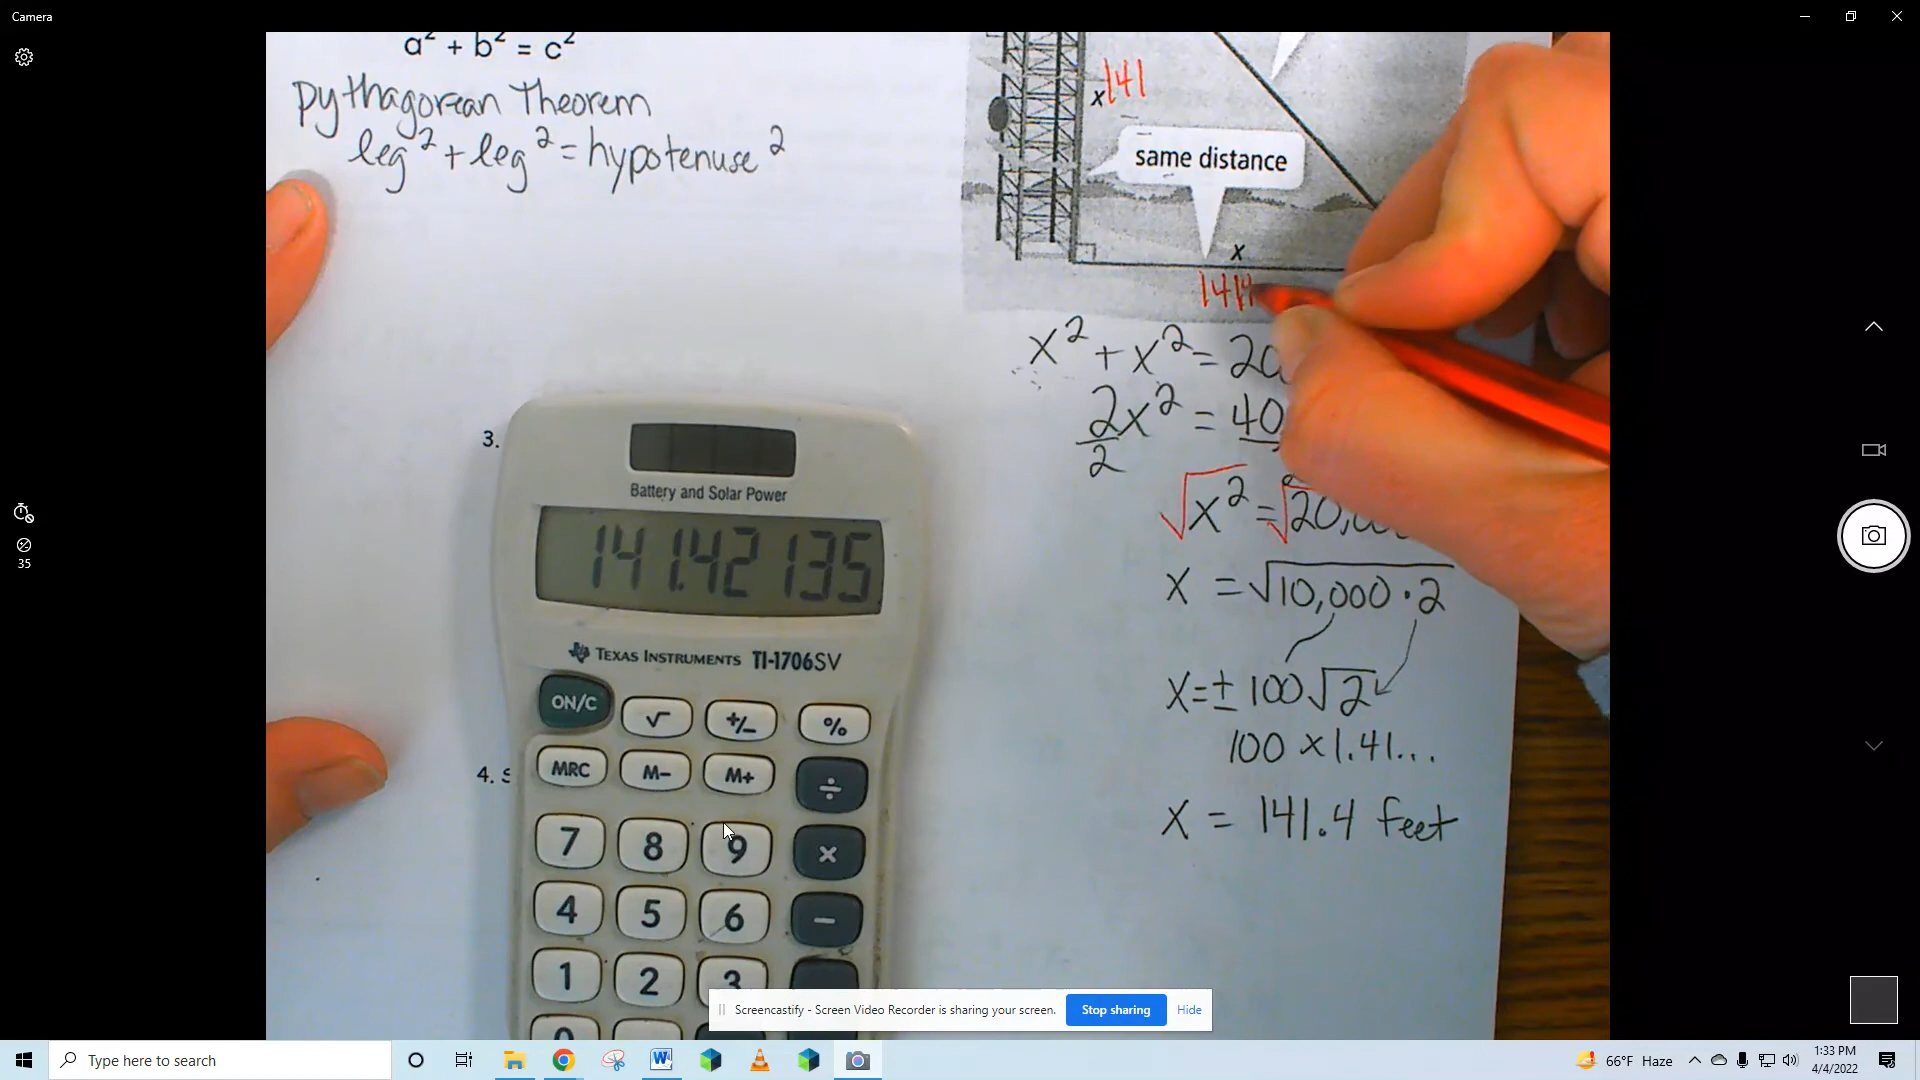 Camera
a² + b² = c²
Pythagorean Theorem
leg² + leg² = hypotenuse²
x 141
same distance
x
141
x² + x² = 20
2x² = 40
2
√x² = √20,0
x = √10,000 · 2
x = ± 100√2
100 × 1.41...
x = 141.4 feet
3.
Battery and Solar Power
141.42135
TEXAS INSTRUMENTS TI-1706SV
ON/C √ +/− %
MRC M− M+ ÷
7 8 9 ×
4 5 6 −
1 2 3
4. S
35
Screencastify - Screen Video Recorder is sharing your screen. Stop sharing Hide
Type here to search
66°F Haze
1:33 PM
4/4/2022